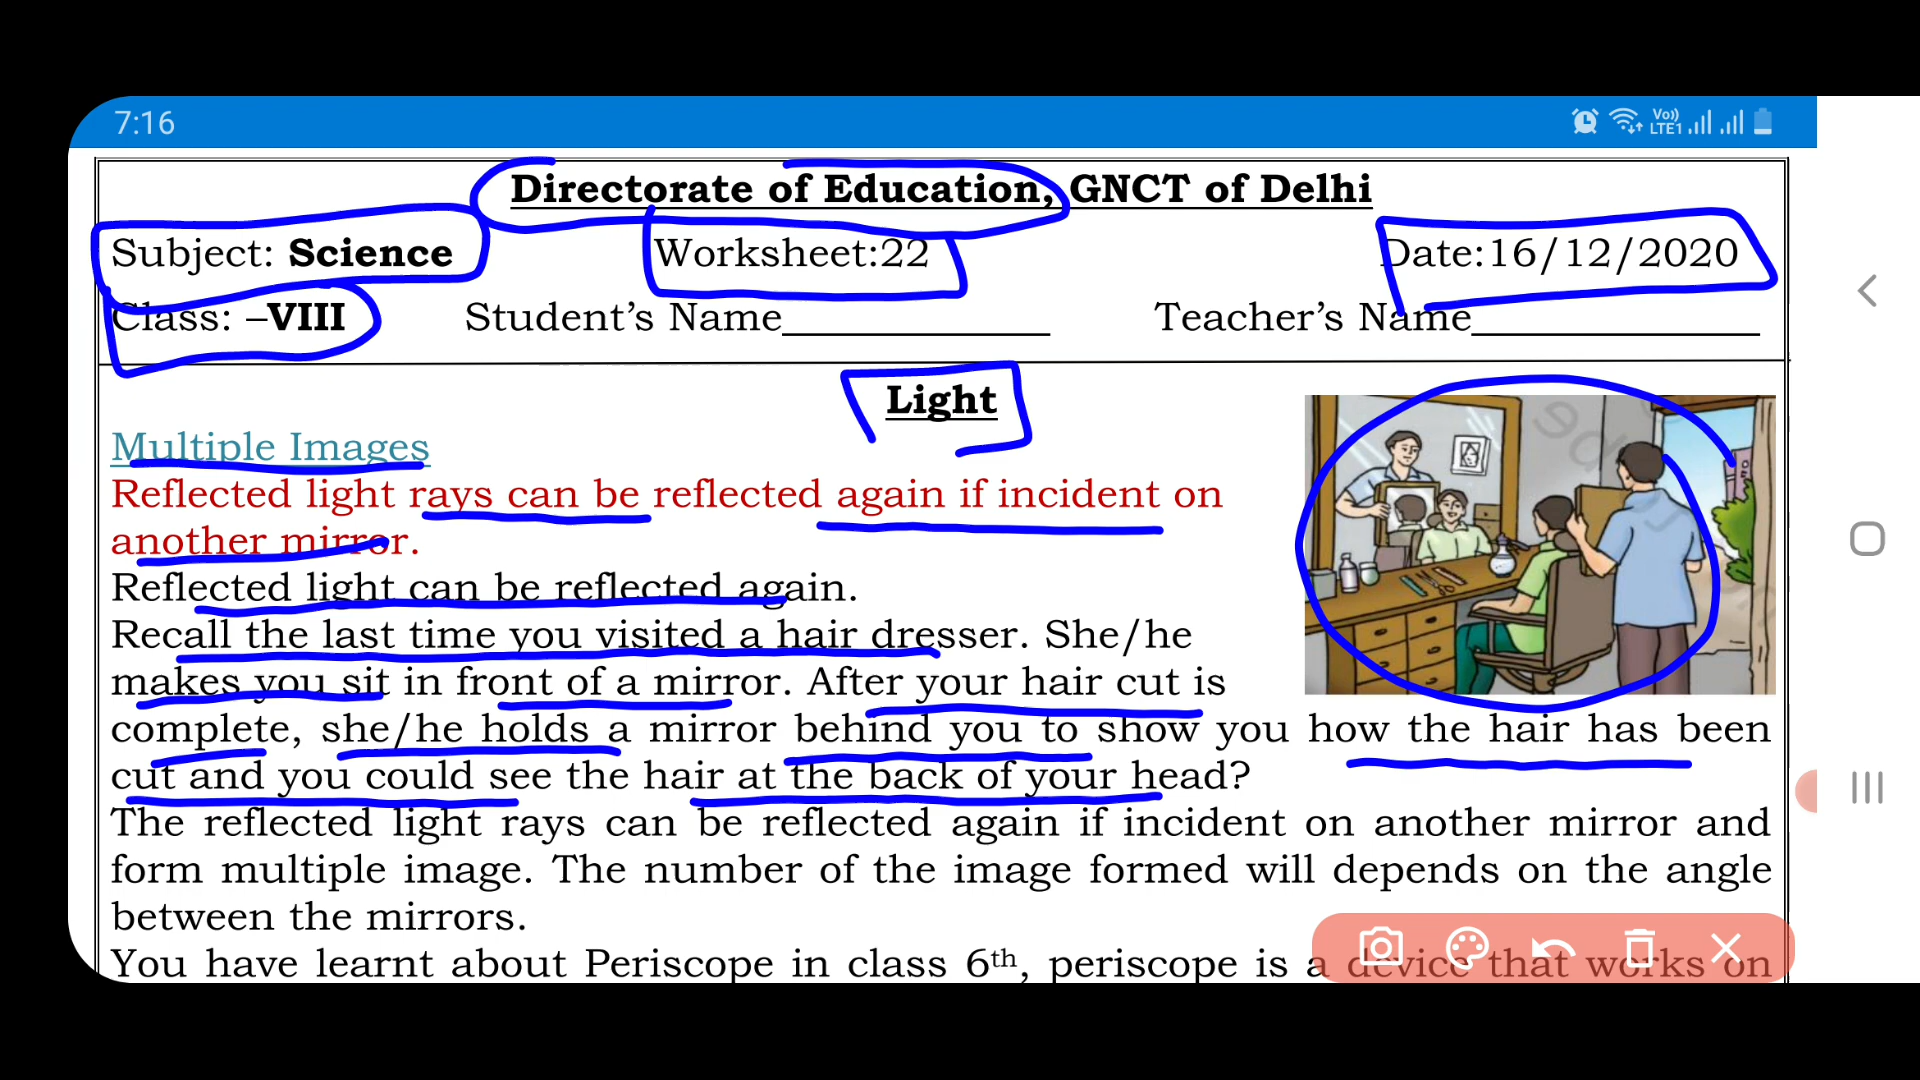 7:16
Vo)) LTE1
Directorate of Education, GNCT of Delhi
Subject: Science Worksheet:22 Date:16/12/2020
Class: –VIII Student’s Name____________ Teacher’s Name____________
Light
Multiple Images
Reflected light rays can be reflected again if incident on
another mirror.
Reflected light can be reflected again.
Recall the last time you visited a hair dresser. She/he
makes you sit in front of a mirror. After your hair cut is
complete, she/he holds a mirror behind you to show you how the hair has been
cut and you could see the hair at the back of your head?
The reflected light rays can be reflected again if incident on another mirror and
form multiple image. The number of the image formed will depends on the angle
between the mirrors.
You have learnt about Periscope in class 6th, periscope is a device that works on